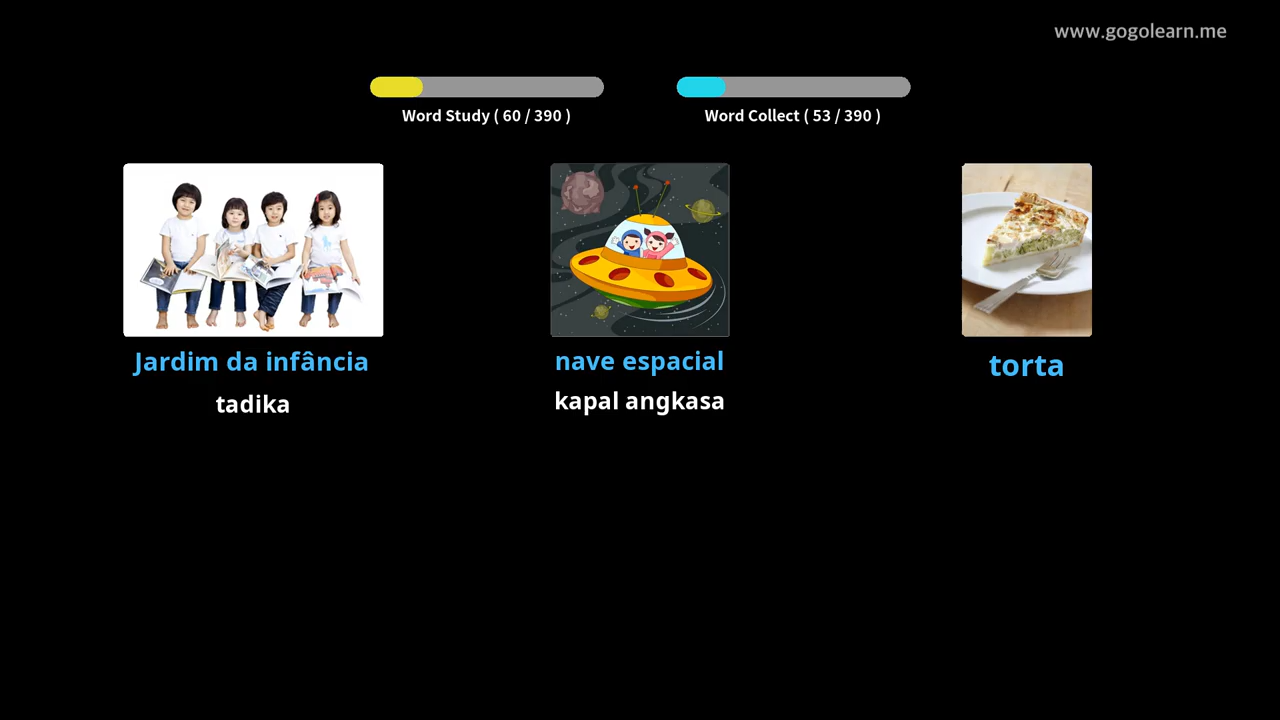 www.gogolearn.me
Word Study ( 60 / 390 )
Word Collect ( 53 / 390 )
Jardim da infância
tadika
nave espacial
kapal angkasa
torta